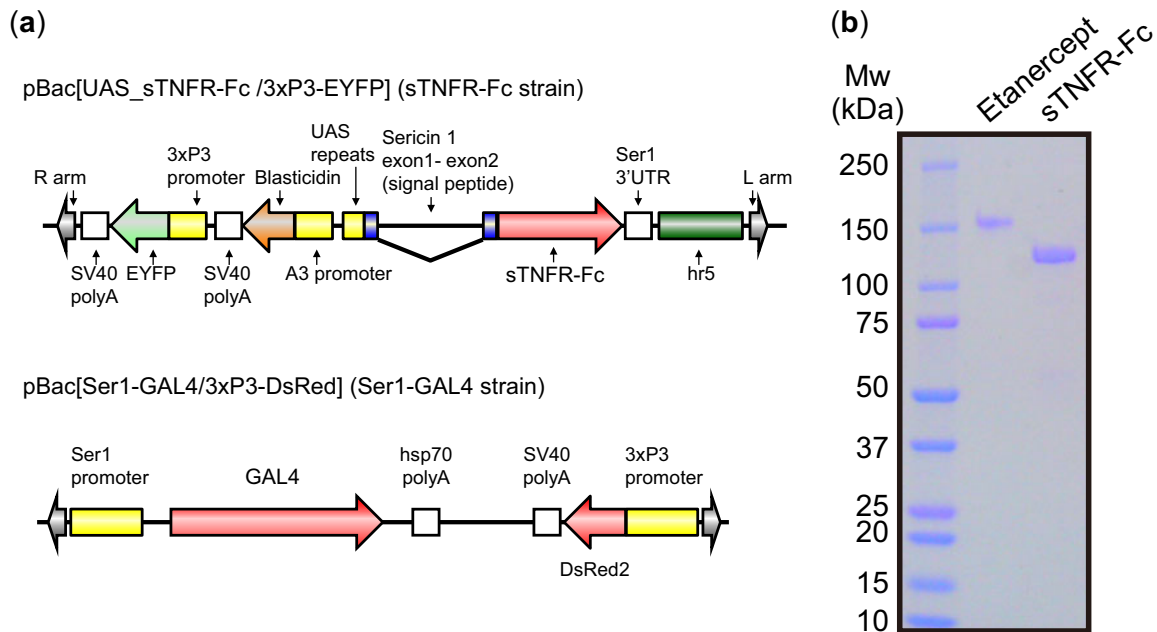 (a)
pBac[UAS_sTNFR-Fc /3xP3-EYFP] (sTNFR-Fc strain)
R arm
3xP3
promoter
Blasticidin
UAS
repeats
Sericin 1
exon1- exon2
(signal peptide)
Ser1
3'UTR
L arm
SV40
polyA
EYFP
SV40
polyA
A3 promoter
sTNFR-Fc
hr5
pBac[Ser1-GAL4/3xP3-DsRed] (Ser1-GAL4 strain)
Ser1
promoter
GAL4
hsp70
polyA
SV40
polyA
3xP3
promoter
DsRed2
(b)
Mw
(kDa)
Etanercept
sTNFR-Fc
250
150
100
75
50
37
25
20
15
10